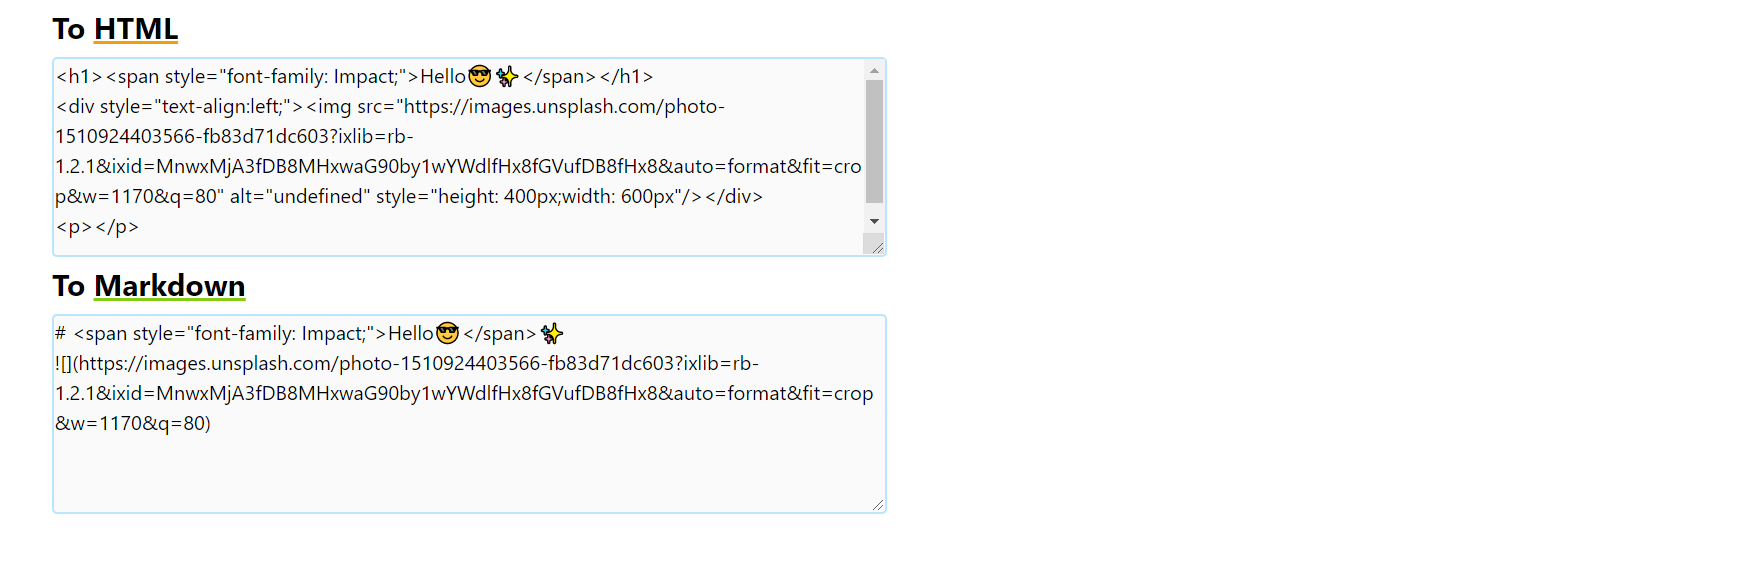 To HTML
<h1><span style="font-family: Impact;">Hello😎✨</span></h1>
<div style="text-align:left;"><img src="https://images.unsplash.com/photo-
1510924403566-fb83d71dc603?ixlib=rb-
1.2.1&ixid=MnwxMjA3fDB8MHxwaG90by1wYWdlfHx8fGVufDB8fHx8&auto=format&fit=cro
p&w=1170&q=80" alt="undefined" style="height: 400px;width: 600px"/></div>
<p></p>
To Markdown
# <span style="font-family: Impact;">Hello😎</span>✨
![](https://images.unsplash.com/photo-1510924403566-fb83d71dc603?ixlib=rb-
1.2.1&ixid=MnwxMjA3fDB8MHxwaG90by1wYWdlfHx8fGVufDB8fHx8&auto=format&fit=crop
&w=1170&q=80)